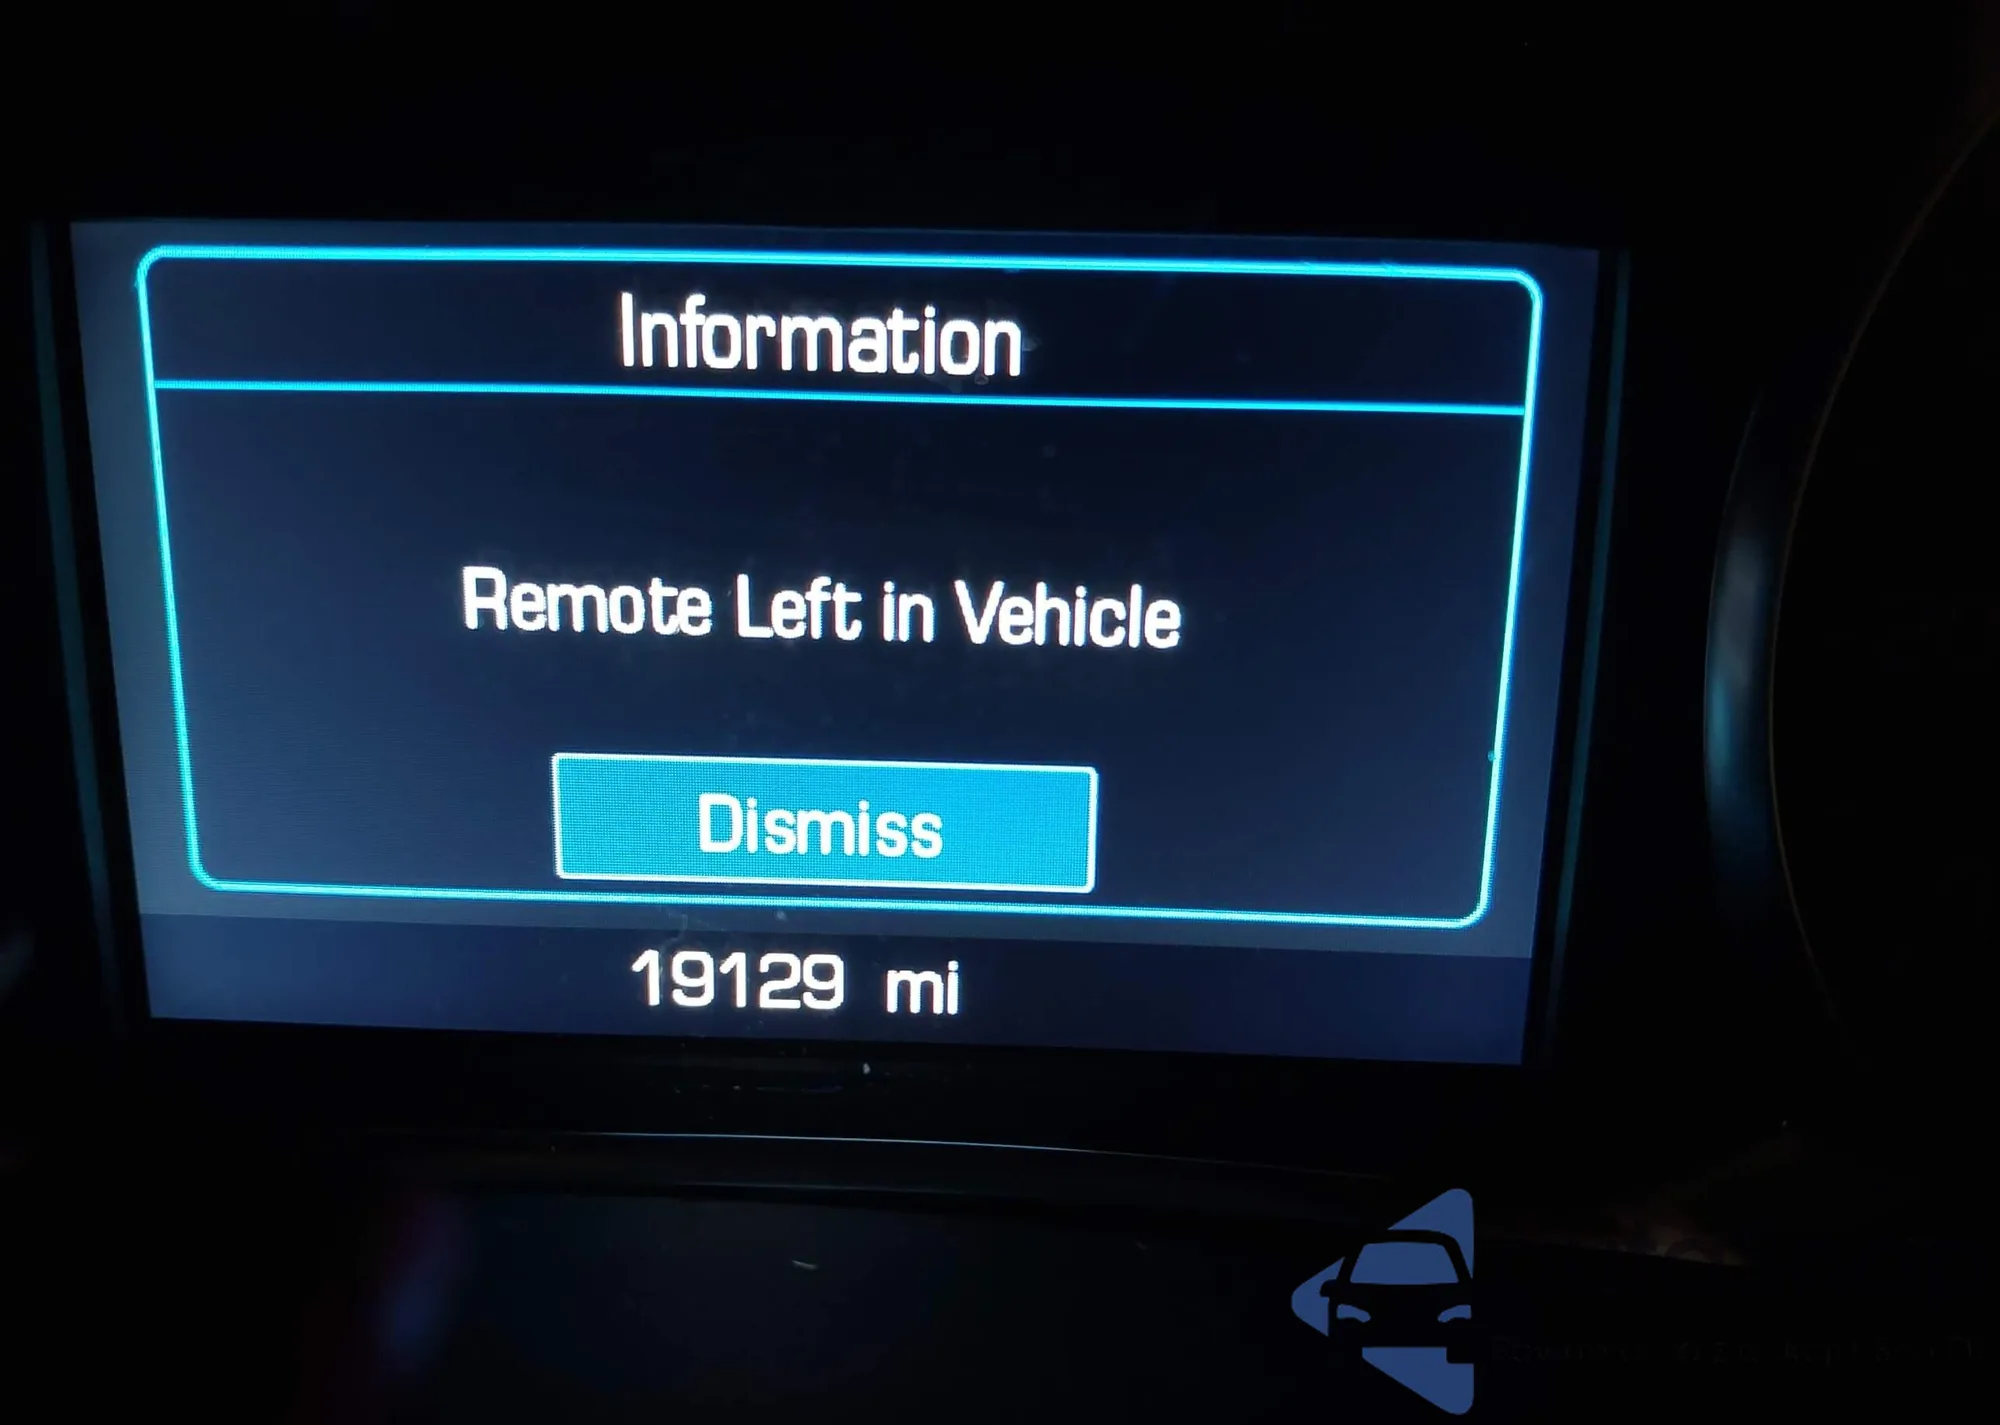 Information
Remote Left in Vehicle
Dismiss
19129 mi